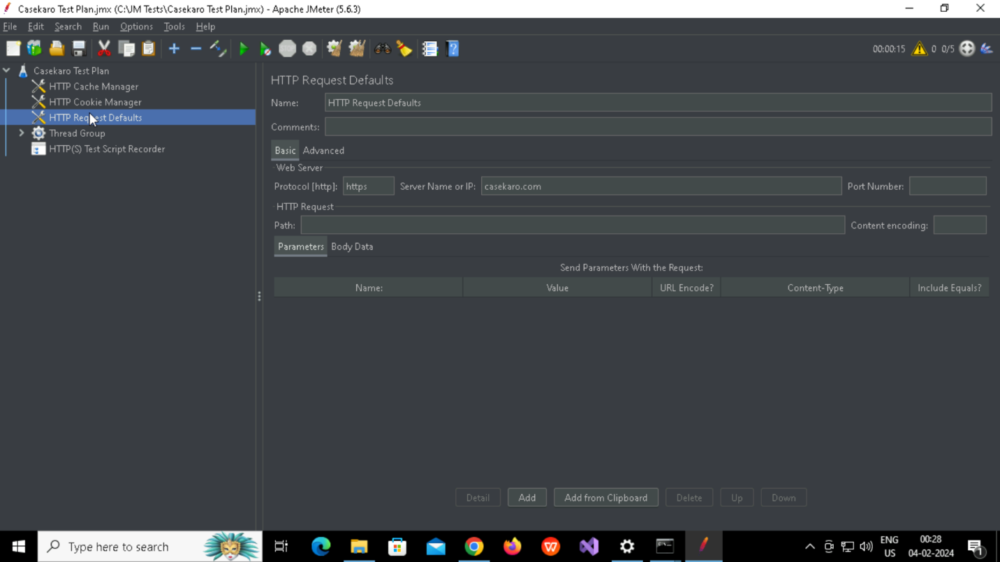 Casekaro Test Plan.jmx (C:\JM Tests\Casekaro Test Plan.jmx) - Apache JMeter (5.6.3)
File Edit Search Run Options Tools Help
STOP
00:00:15 0 0/5
Casekaro Test Plan
HTTP Cache Manager
HTTP Cookie Manager
HTTP Request Defaults
Thread Group
HTTP(S) Test Script Recorder
HTTP Request Defaults
Name: HTTP Request Defaults
Comments:
Basic Advanced
Web Server
Protocol [http]: https Server Name or IP: casekaro.com Port Number:
HTTP Request
Path: Content encoding:
Parameters Body Data
Send Parameters With the Request:
Name: Value URL Encode? Content-Type Include Equals?
Detail Add Add from Clipboard Delete Up Down
Type here to search
ENG
US
00:28
04-02-2024
1